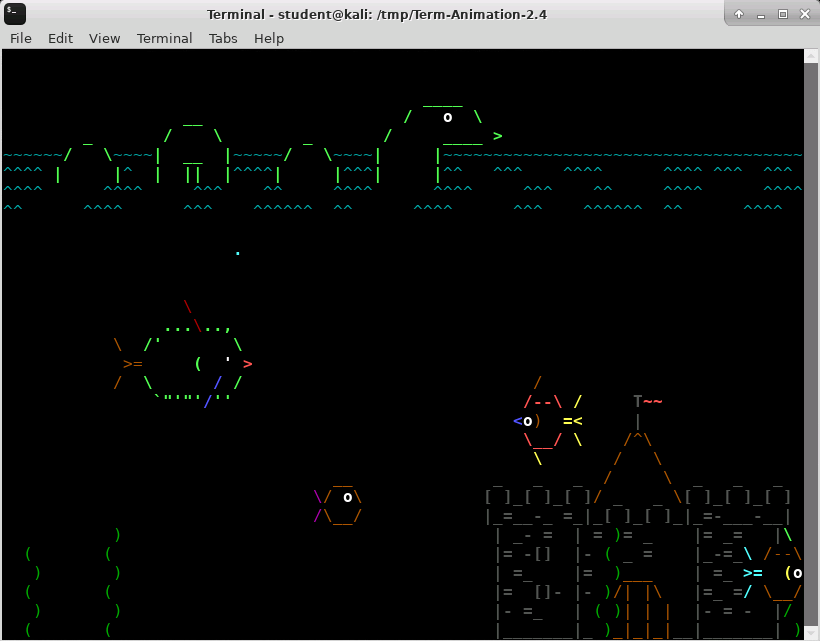 Terminal - student@kali: /tmp/Term-Animation-2.4
File Edit View Terminal Tabs Help